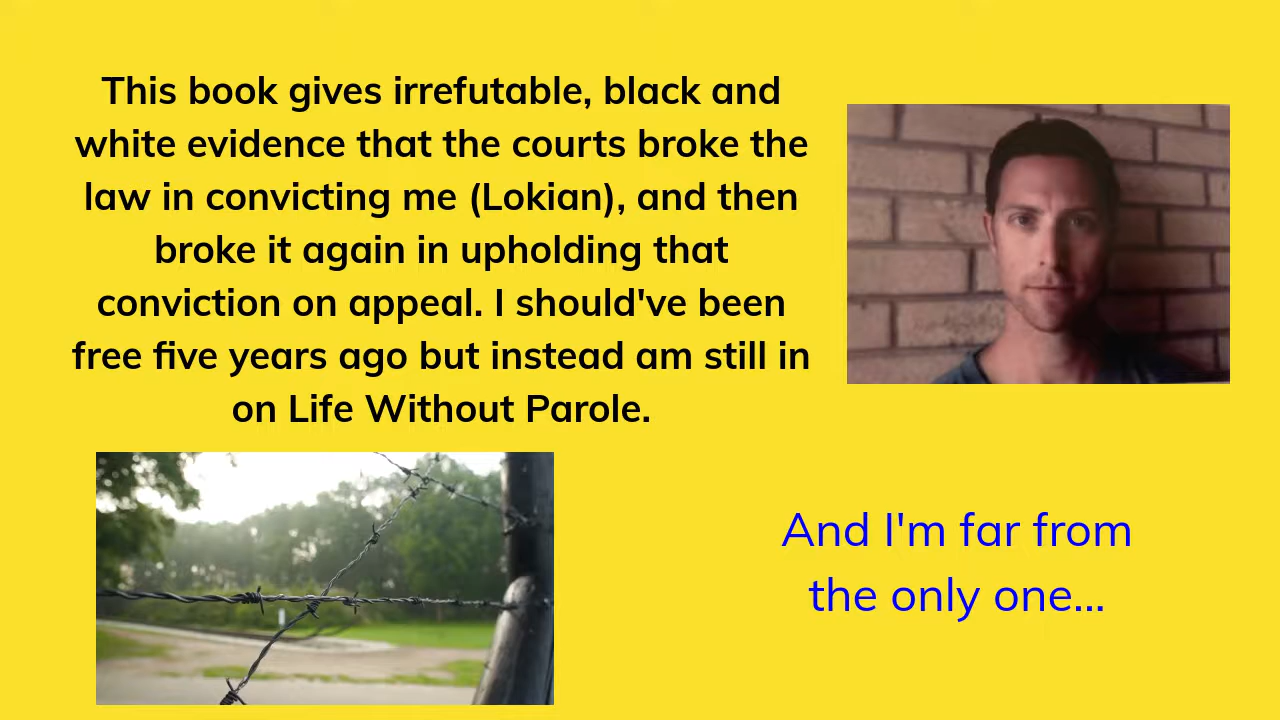 This book gives irrefutable, black and
white evidence that the courts broke the
law in convicting me (Lokian), and then
broke it again in upholding that
conviction on appeal. I should've been
free five years ago but instead am still in
on Life Without Parole.
And I'm far from
the only one...